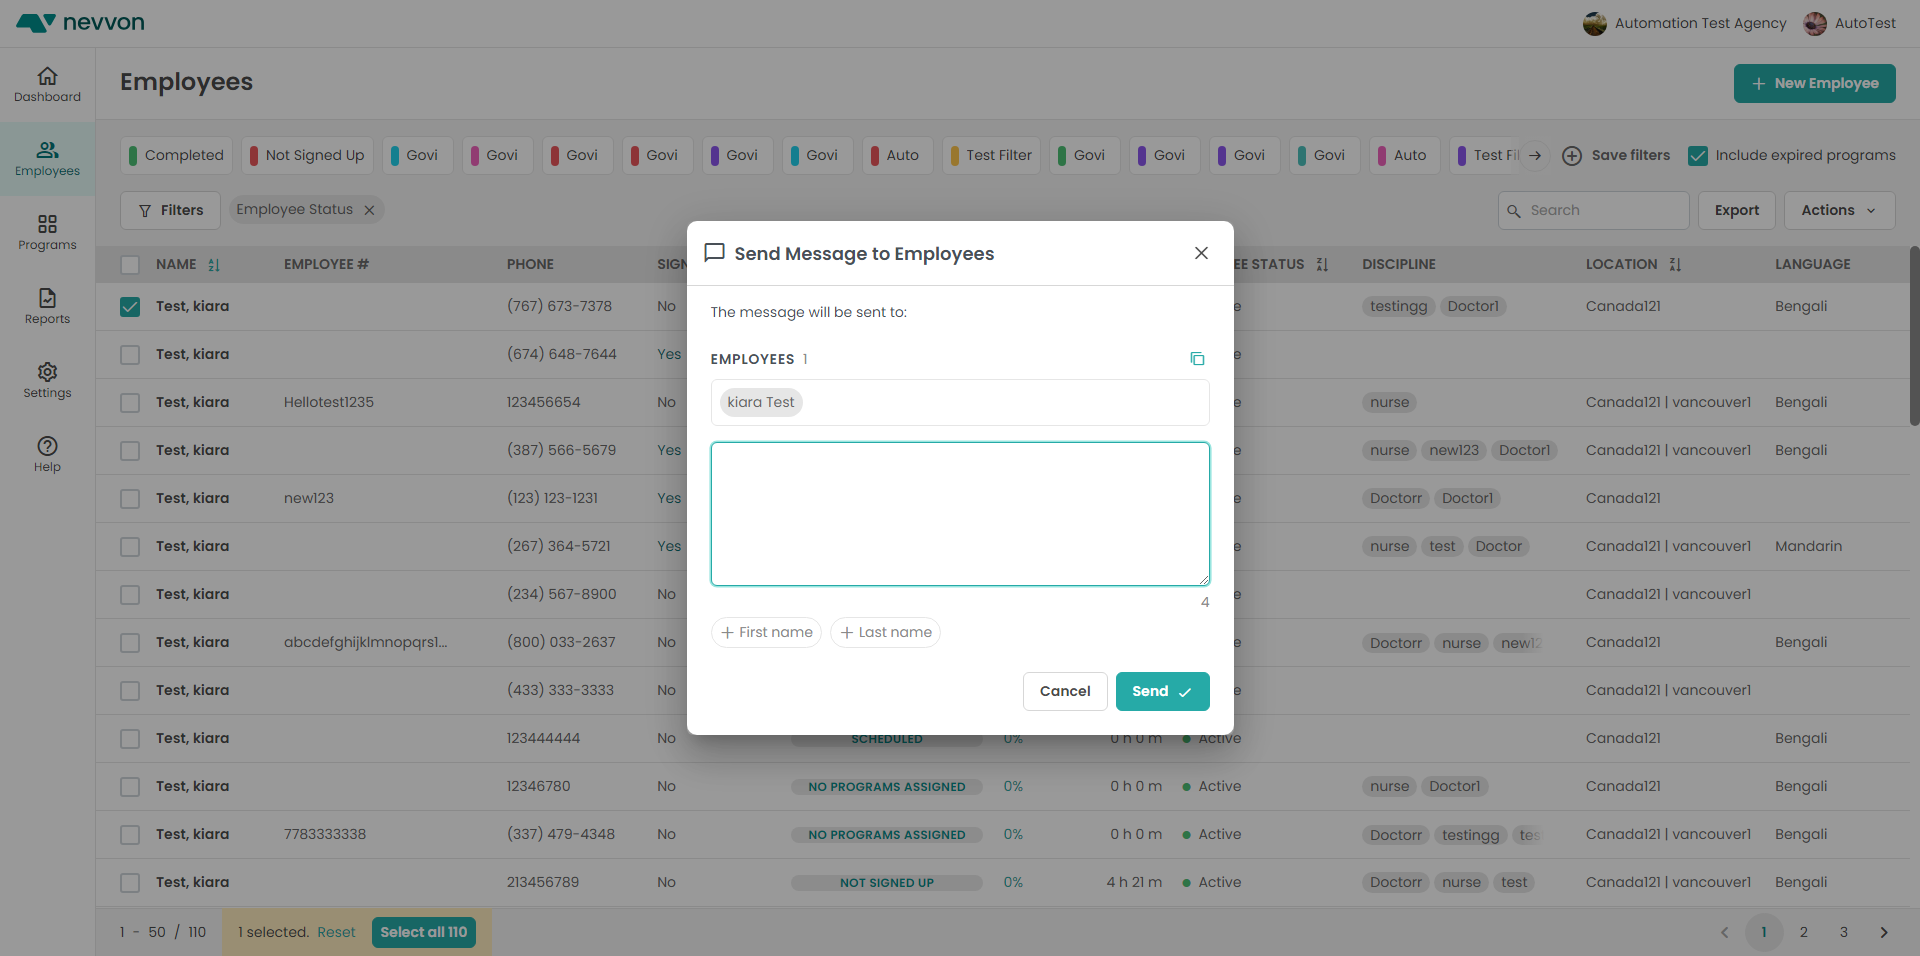 nevvon
Automation Test Agency AutoTest
Dashboard
Employees
Programs
Reports
Settings
Help
Employees
New Employee
Completed Not Signed Up Govi Govi Govi Govi Govi Govi Auto Test Filter Govi Govi Govi Govi Auto Test Fil Save filters Include expired programs
Filters Employee Status Search Export Actions
NAME EMPLOYEE # PHONE SIGN EE STATUS DISCIPLINE LOCATION LANGUAGE
Test, kiara (767) 673-7378 No e testingg Doctor1 Canada121 Bengali
Test, kiara (674) 648-7644 Yes e
Test, kiara Hellotest1235 123456654 No e nurse Canada121 | vancouver1 Bengali
Test, kiara (387) 566-5679 Yes e nurse new123 Doctor1 Canada121 | vancouver1 Bengali
Test, kiara new123 (123) 123-1231 Yes e Doctorr Doctor1 Canada121
Test, kiara (267) 364-5721 Yes e nurse test Doctor Canada121 | vancouver1 Mandarin
Test, kiara (234) 567-8900 No e Canada121 | vancouver1
Test, kiara abcdefghijklmnopqrs1... (800) 033-2637 No e Doctorr nurse new12 Canada121 Bengali
Test, kiara (433) 333-3333 No e Canada121 | vancouver1
Test, kiara 123444444 No SCHEDULED 0% 0 h 0 m Active Canada121 Bengali
Test, kiara 12346780 No NO PROGRAMS ASSIGNED 0% 0 h 0 m Active nurse Doctor1 Canada121 Bengali
Test, kiara 7783333338 (337) 479-4348 No NO PROGRAMS ASSIGNED 0% 0 h 0 m Active Doctorr testingg tes Canada121 | vancouver1 Bengali
Test, kiara 213456789 No NOT SIGNED UP 0% 4 h 21 m Active Doctorr nurse test Canada121 | vancouver1 Bengali
1 - 50 / 110 1 selected. Reset Select all 110 1 2 3
Send Message to Employees
The message will be sent to:
EMPLOYEES 1
kiara Test
4
First name Last name
Cancel Send